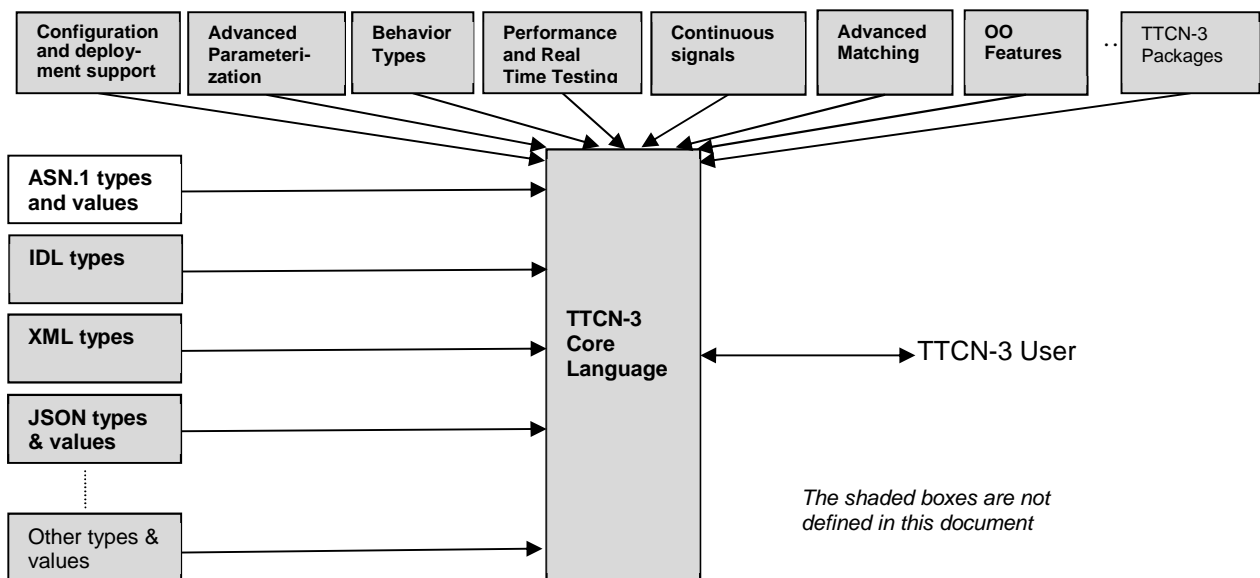 Configuration
and deploy-
ment support
Advanced
Parameteri-
zation
Behavior
Types
Performance
and Real
Time Testing
Continuous
signals
Advanced
Matching
OO
Features
..
TTCN-3
Packages
ASN.1 types
and values
IDL types
XML types
JSON types
& values
Other types &
values
TTCN-3
Core
Language
TTCN-3 User
The shaded boxes are not
defined in this document